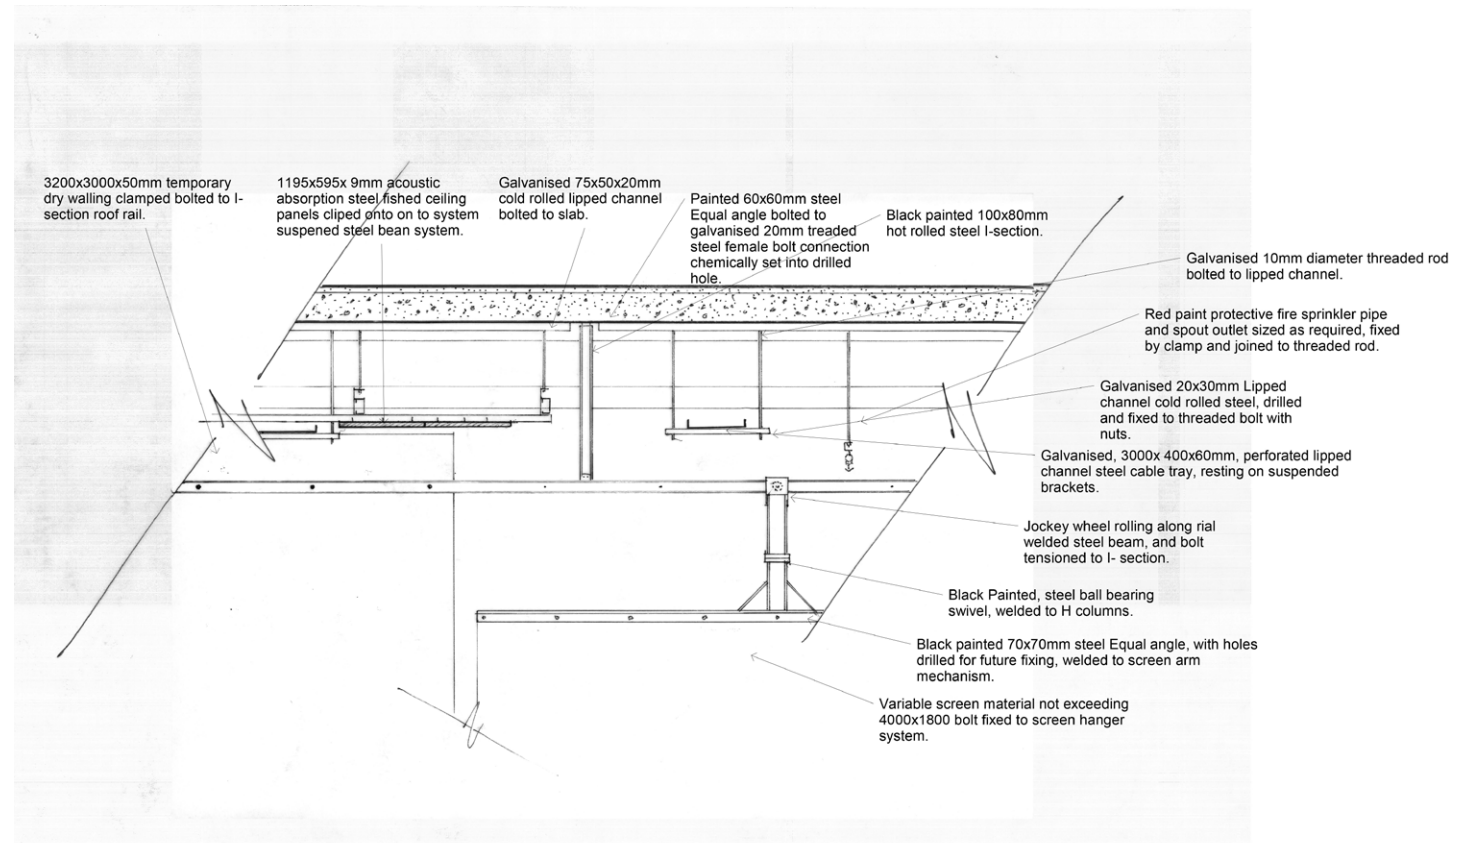 3200x3000x50mm temporary
dry walling clamped bolted to I-
section roof rail.
1195x595x 9mm acoustic
absorption steel fished ceiling
panels cliped onto on to system
suspened steel bean system.
Galvanised 75x50x20mm
cold rolled lipped channel
bolted to slab.
Painted 60x60mm steel
Equal angle bolted to
galvanised 20mm treaded
steel female bolt connection
chemically set into drilled
hole.
Black painted 100x80mm
hot rolled steel I-section.
Galvanised 10mm diameter threaded rod
bolted to lipped channel.
Red paint protective fire sprinkler pipe
and spout outlet sized as required, fixed
by clamp and joined to threaded rod.
Galvanised 20x30mm Lipped
channel cold rolled steel, drilled
and fixed to threaded bolt with
nuts.
Galvanised, 3000x 400x60mm, perforated lipped
channel steel cable tray, resting on suspended
brackets.
Jockey wheel rolling along rial
welded steel beam, and bolt
tensioned to I- section.
Black Painted, steel ball bearing
swivel, welded to H columns.
Black painted 70x70mm steel Equal angle, with holes
drilled for future fixing, welded to screen arm
mechanism.
Variable screen material not exceeding
4000x1800 bolt fixed to screen hanger
system.